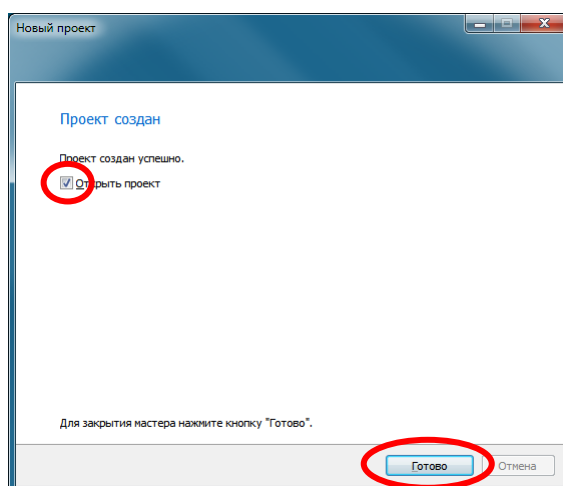 Новый проект
Проект создан
Проект создан успешно.
Открыть проект
Для закрытия мастера нажмите кнопку "Готово".
Готово
Отмена